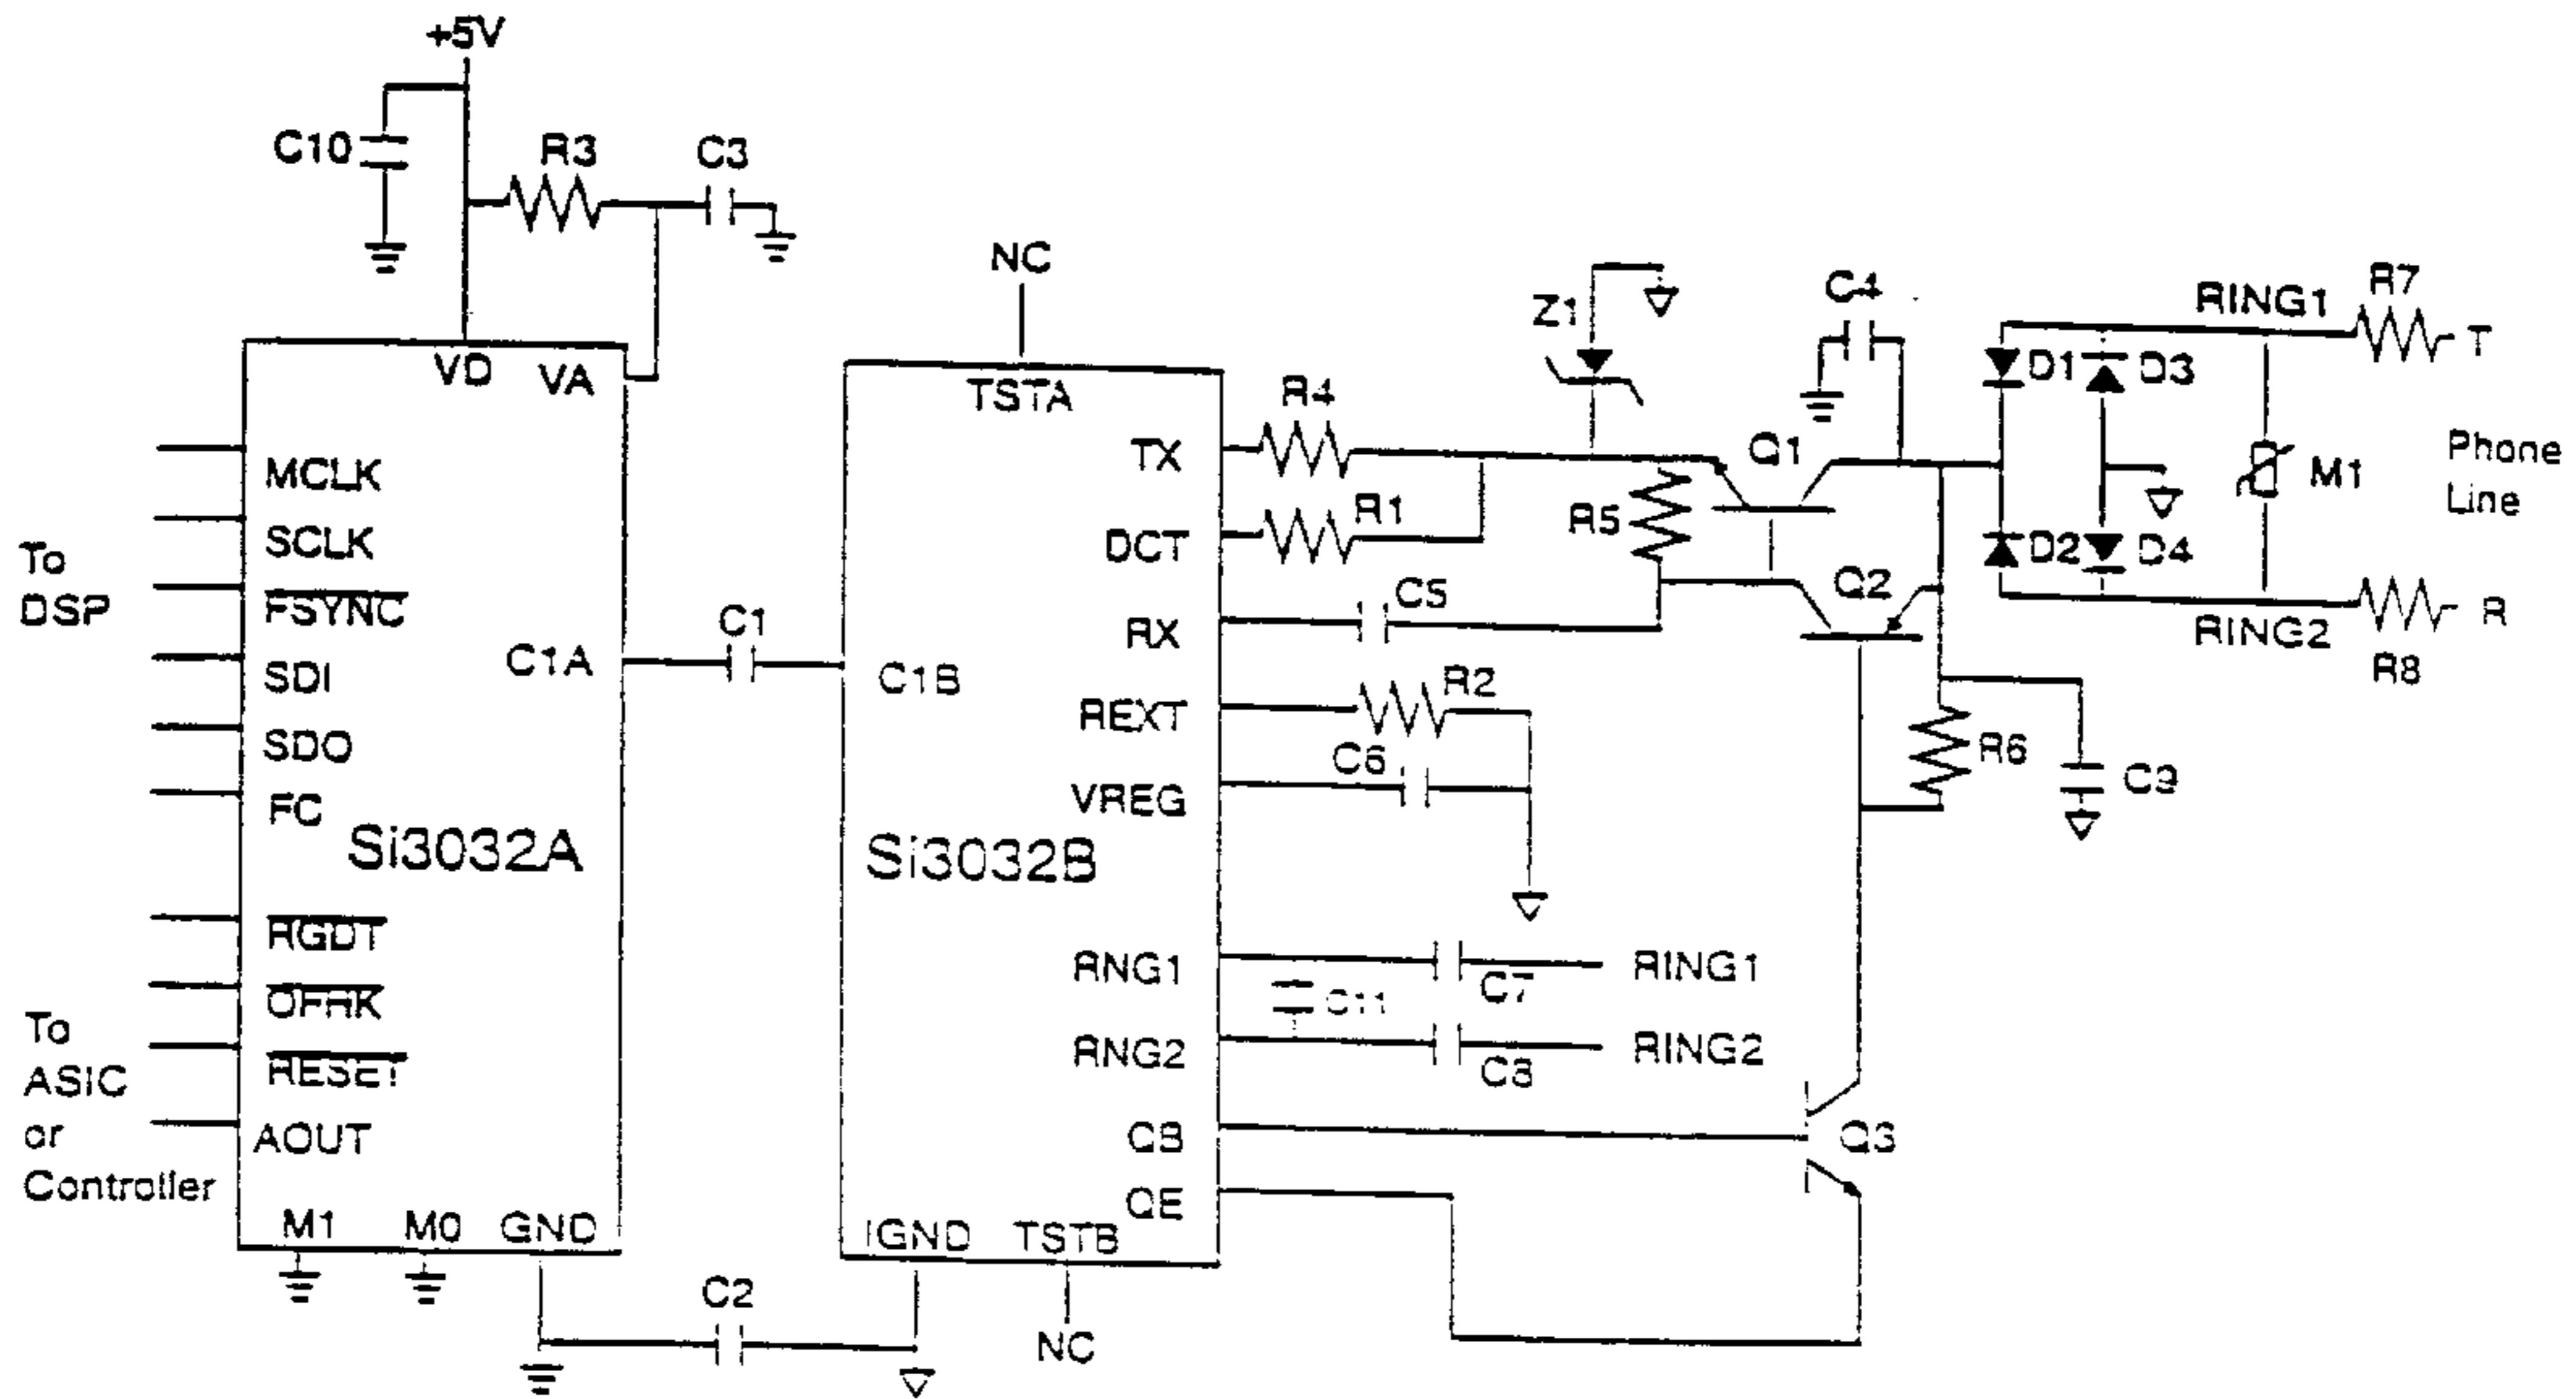 +5V
C10
R3
C3
VD
VA
MCLK
SCLK
FSYNC
SDI
SDO
FC
Si3032A
RGDT
OFHK
RESET
AOUT
M1
M0
GND
C1A
To
DSP
To
ASIC
or
Controller
C1
C2
NC
TSTA
C1B
Si3032B
TX
DCT
RX
REXT
VREG
RNG1
RNG2
QB
QE
IGND
TSTB
NC
R4
R1
C5
R2
C6
C7
C11
C8
RING1
RING2
Z1
R5
Q1
Q2
C4
R6
C9
Q3
D1
D3
D2
D4
RING1
RING2
R7
R8
T
R
M1
Phone
Line